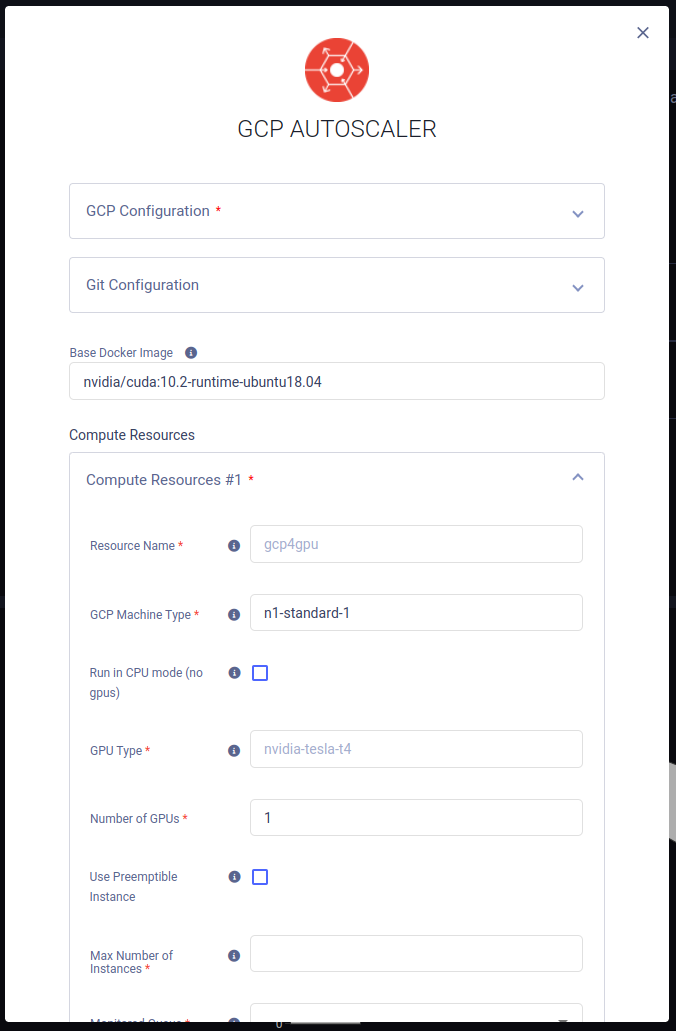 GCP AUTOSCALER
GCP Configuration *
Git Configuration
Base Docker Image
nvidia/cuda:10.2-runtime-ubuntu18.04
Compute Resources
Compute Resources #1 *
Resource Name *
gcp4gpu
GCP Machine Type *
n1-standard-1
Run in CPU mode (no
gpus)
GPU Type *
nvidia-tesla-t4
Number of GPUs *
1
Use Preemptible
Instance
Max Number of
Instances *
Monitored Queue *